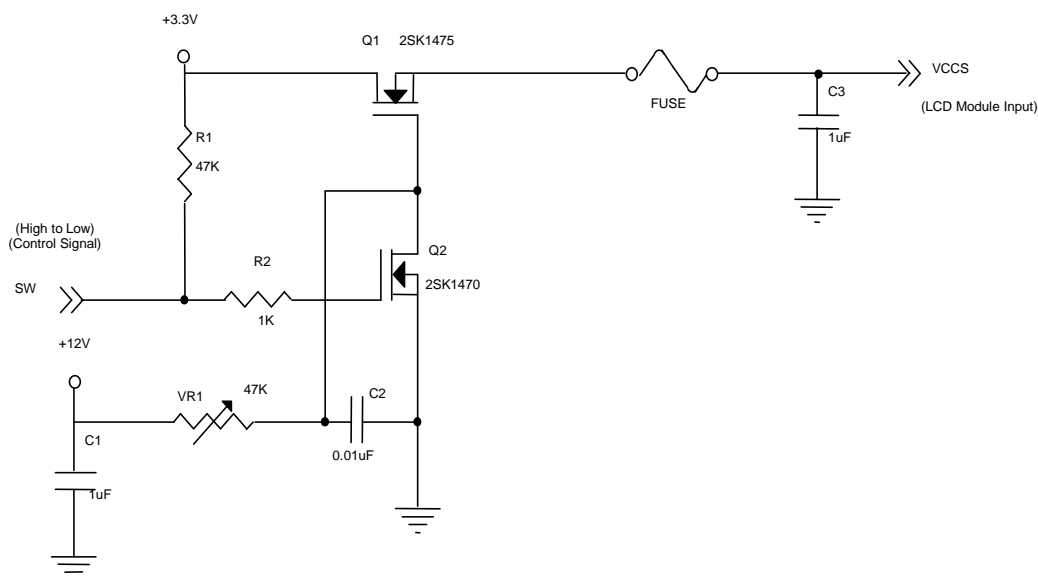 +3.3V
Q1 2SK1475
VCCS
FUSE
C3
(LCD Module Input)
1uF
R1
47K
(High to Low)
(Control Signal)
Q2
R2
SW
2SK1470
1K
+12V
VR1
47K
C2
C1
0.01uF
1uF